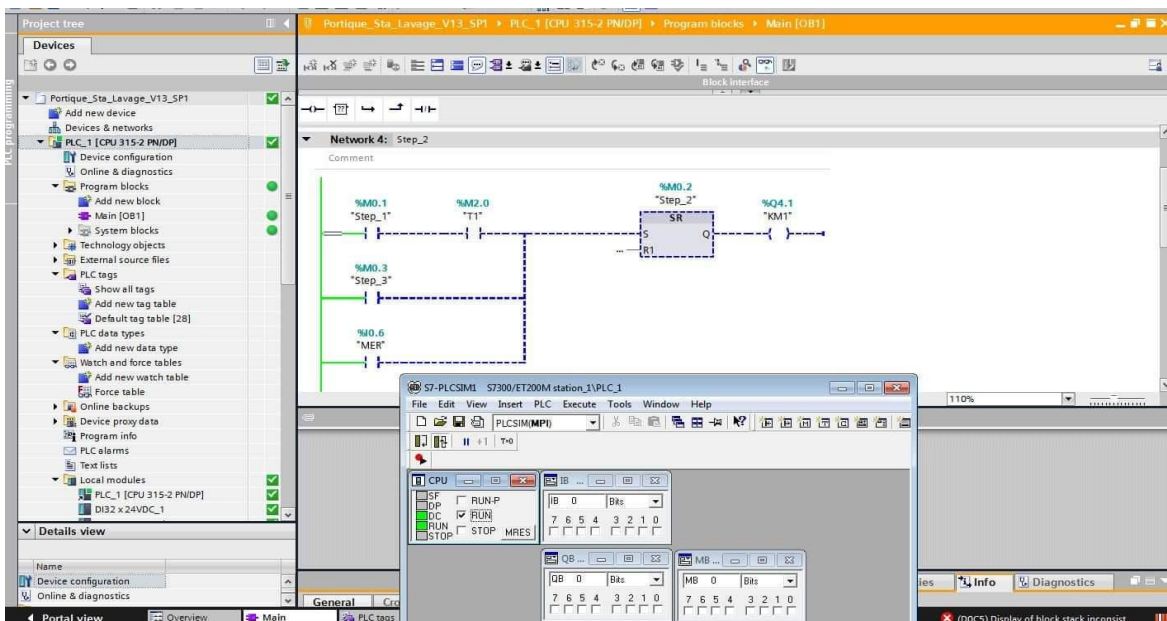 Project tree
Portique_Sta_Lavage_V13_SP1 ▸ PLC_1 [CPU 315-2 PN/DP] ▸ Program blocks ▸ Main [OB1]
Devices
PLC programming
Block interface
Portique_Sta_Lavage_V13_SP1
Add new device
Devices & networks
PLC_1 [CPU 315-2 PN/DP]
Device configuration
Online & diagnostics
Program blocks
Add new block
Main [OB1]
System blocks
Technology objects
External source files
PLC tags
Show all tags
Add new tag table
Default tag table [28]
PLC data types
Add new data type
Watch and force tables
Add new watch table
Force table
Online backups
Device proxy data
Program info
PLC alarms
Text lists
Local modules
PLC_1 [CPU 315-2 PN/DP]
DI32 x 24VDC_1
Details view
Name
Device configuration
Online & diagnostics
Network 4: Step_2
Comment
%M0.1
"Step_1"
%M2.0
"T1"
%M0.2
"Step_2"
SR
S
Q
... R1
%Q4.1
"KM1"
%M0.3
"Step_3"
%I0.6
"MER"
110%
S7-PLCSIM1 S7300/ET200M station_1\PLC_1
File Edit View Insert PLC Execute Tools Window Help
PLCSIM(MPI)
+1 T=0
CPU
SF
DP
DC
RUN
STOP
RUN-P
RUN
STOP
MRES
IB ...
IB 0 Bits
7 6 5 4 3 2 1 0
QB ...
QB 0 Bits
7 6 5 4 3 2 1 0
MB ...
MB 0 Bits
7 6 5 4 3 2 1 0
Info
Diagnostics
General
Portal view
Overview
Main
PLC tags
(D0C5) Display of block stack inconsist